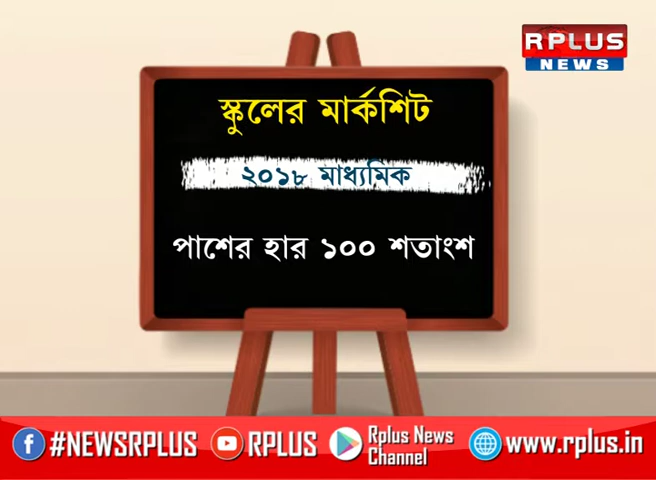 RPLUS
NEWS
স্কুলের মার্কশিট
২০১৮ মাধ্যমিক
পাশের হার ১০০ শতাংশ
#NEWSRPLUS
RPLUS
Rplus News
Channel
www.rplus.in